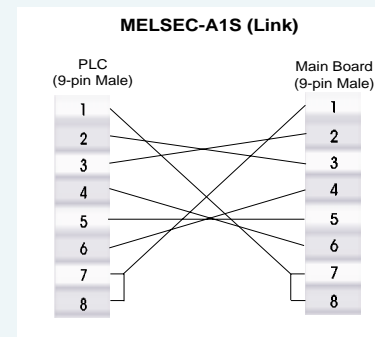 MELSEC-A1S (Link)
PLC
(9-pin Male)
Main Board
(9-pin Male)
1 1
2 2
3 3
4 4
5 5
6 6
7 7
8 8